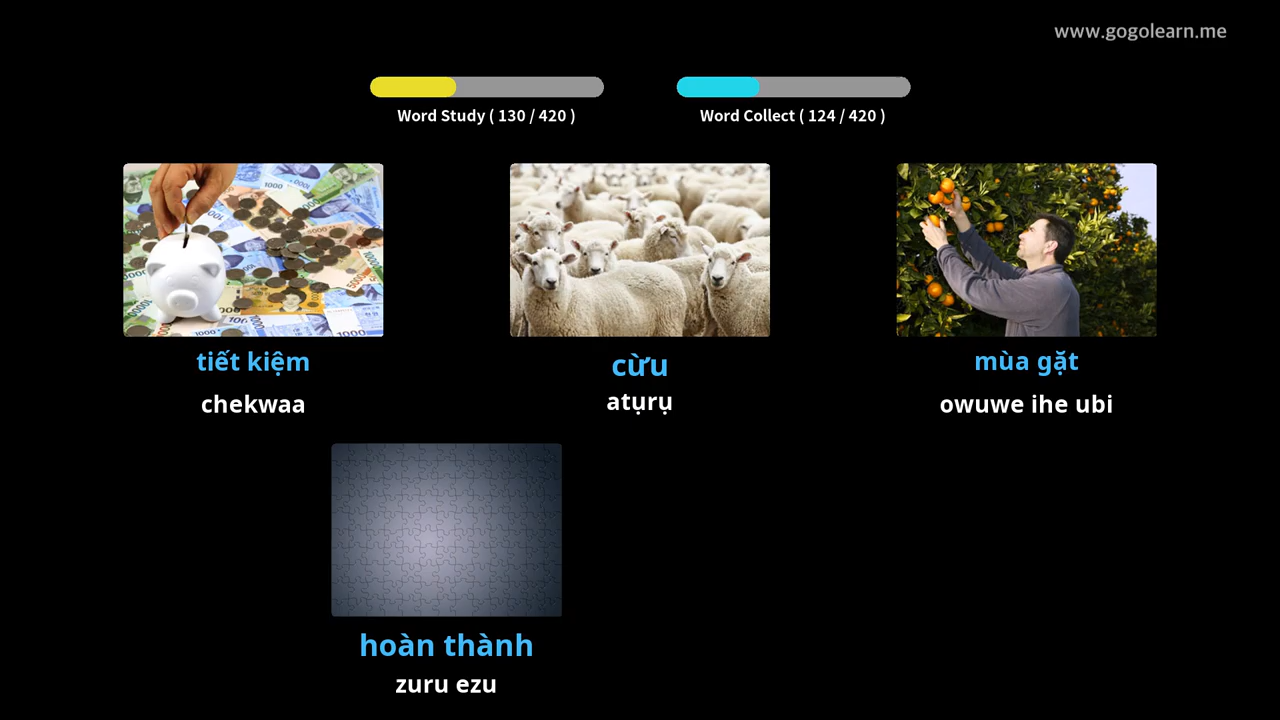 www.gogolearn.me
Word Study ( 130 / 420 )
Word Collect ( 124 / 420 )
tiết kiệm
cừu
mùa gặt
chekwaa
atụrụ
owuwe ihe ubi
hoàn thành
zuru ezu